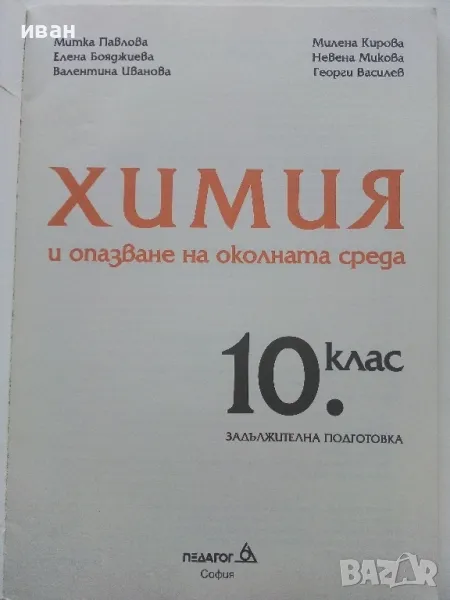 иван
Митка Павлова
Елена Бояджиева
Валентина Иванова
Милена Кирова
Невена Микова
Георги Василев
ХИМИЯ
и опазване на околната среда
10. клас
ЗАДЪЛЖИТЕЛНА ПОДГОТОВКА
ПЕДАГОГ 6
София
BAZAR